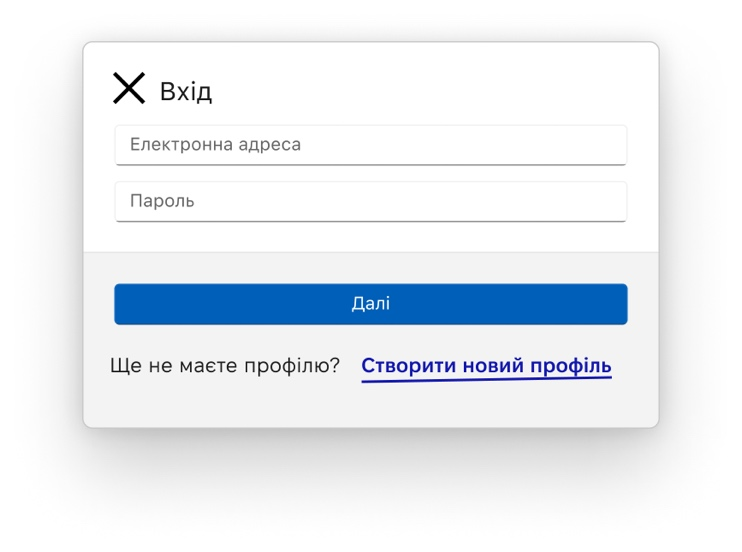 Вхід
Електронна адреса
Пароль
Далі
Ще не маєте профілю? Створити новий профіль